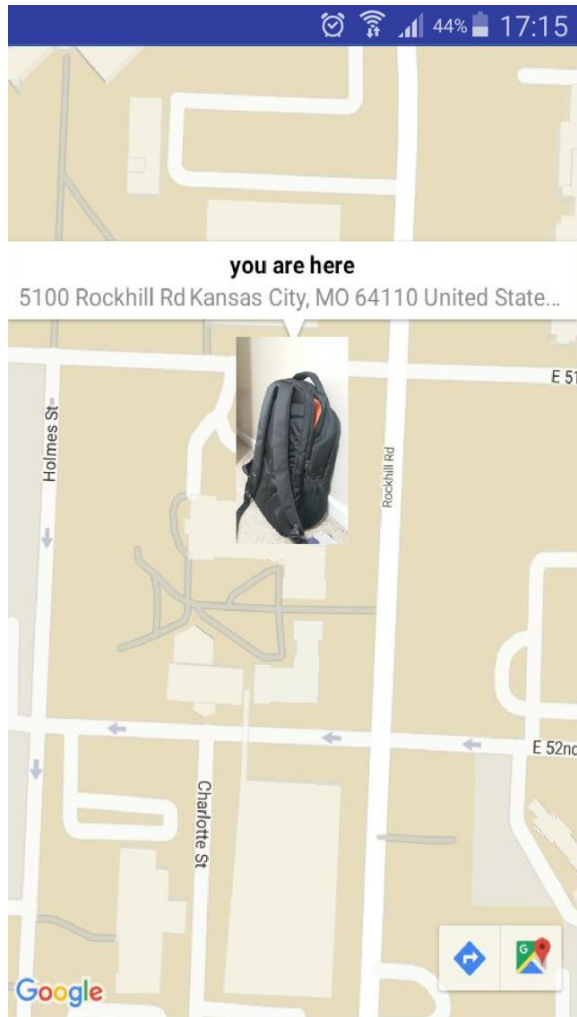 44% 17:15
you are here
5100 Rockhill Rd Kansas City, MO 64110 United State...
E 51
Holmes St
Rockhill Rd
E 52nd
Charlotte St
G
Google